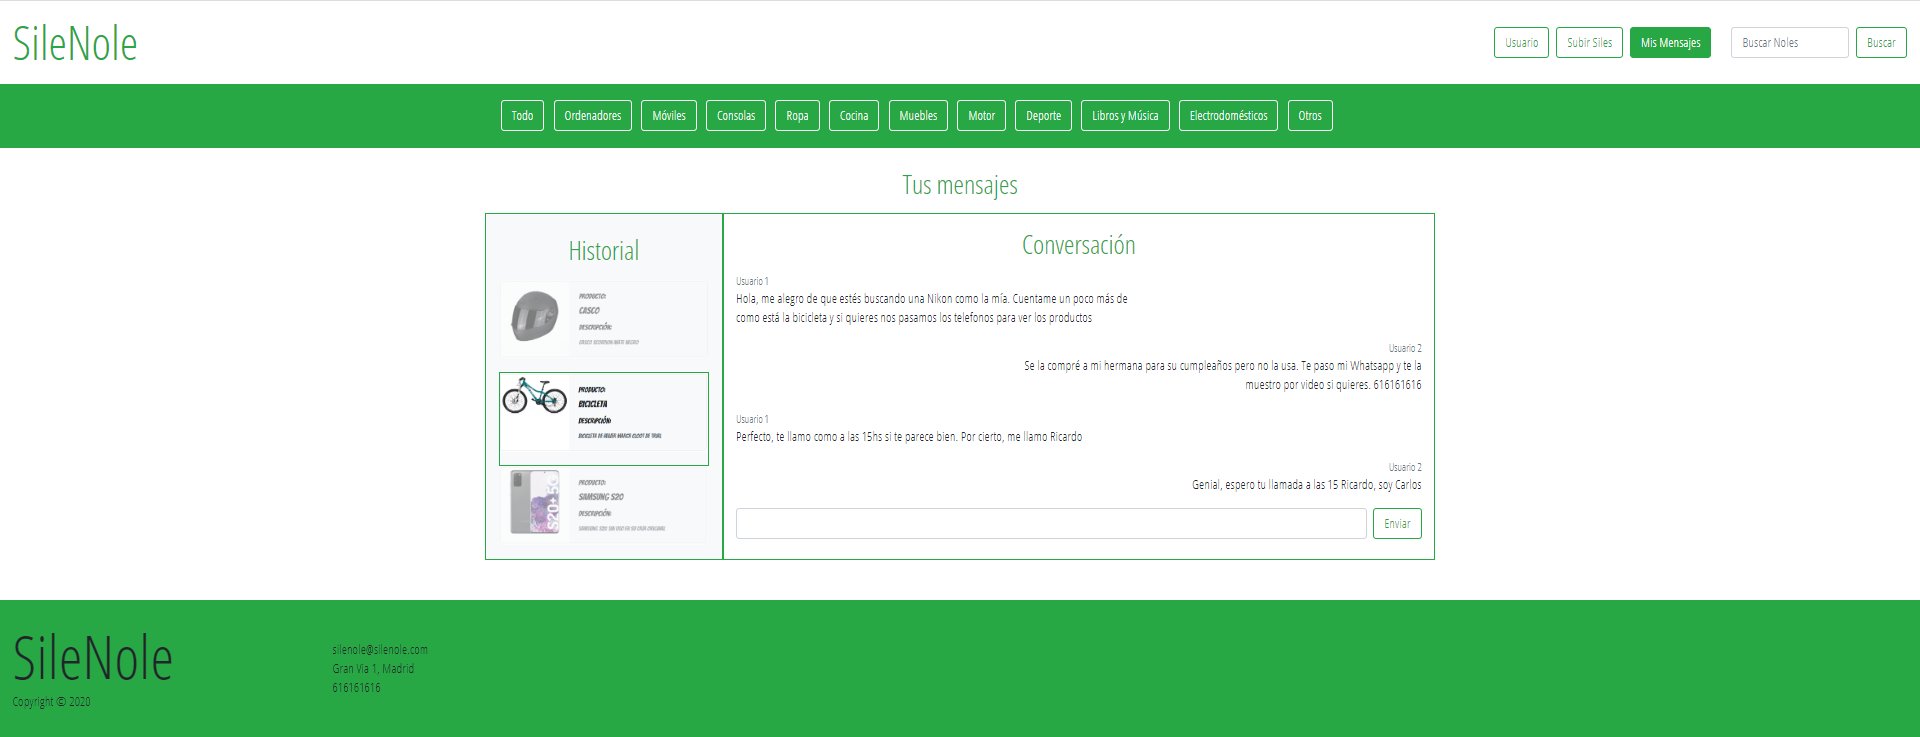 SileNole
Usuario
Subir Siles
Mis Mensajes
Buscar Noles
Buscar
Todo
Ordenadores
Móviles
Consolas
Ropa
Cocina
Muebles
Motor
Deporte
Libros y Música
Electrodomésticos
Otros
Tus mensajes
Historial
PRODUCTO:
CASCO
DESCRIPCIÓN:
PRODUCTO:
BICICLETA
DESCRIPCIÓN:
S20+ 5G
PRODUCTO:
SAMSUNG S20
DESCRIPCIÓN:
Conversación
Usuario 1
Hola, me alegro de que estés buscando una Nikon como la mía. Cuentame un poco más de
como está la bicicleta y si quieres nos pasamos los telefonos para ver los productos
Usuario 2
Se la compré a mi hermana para su cumpleaños pero no la usa. Te paso mi Whatsapp y te la
muestro por video si quieres. 616161616
Usuario 1
Perfecto, te llamo como a las 15hs si te parece bien. Por cierto, me llamo Ricardo
Usuario 2
Genial, espero tu llamada a las 15 Ricardo, soy Carlos
Enviar
SileNole
Copyright © 2020
silenole@silenole.com
Gran Via 1, Madrid
616161616